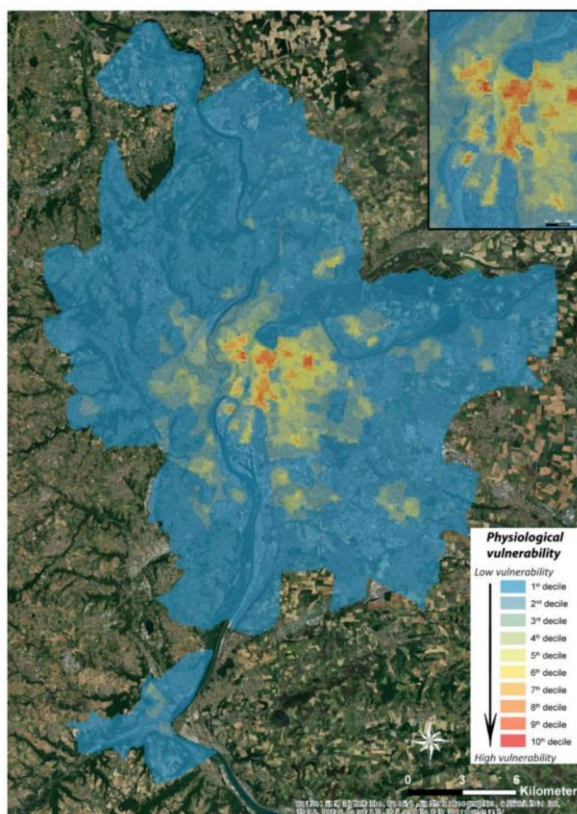 Physiological
vulnerability
Low vulnerability
1st decile
2nd decile
3rd decile
4th decile
5th decile
6th decile
7th decile
8th decile
9th decile
10th decile
High vulnerability
0 3 6
Kilometer